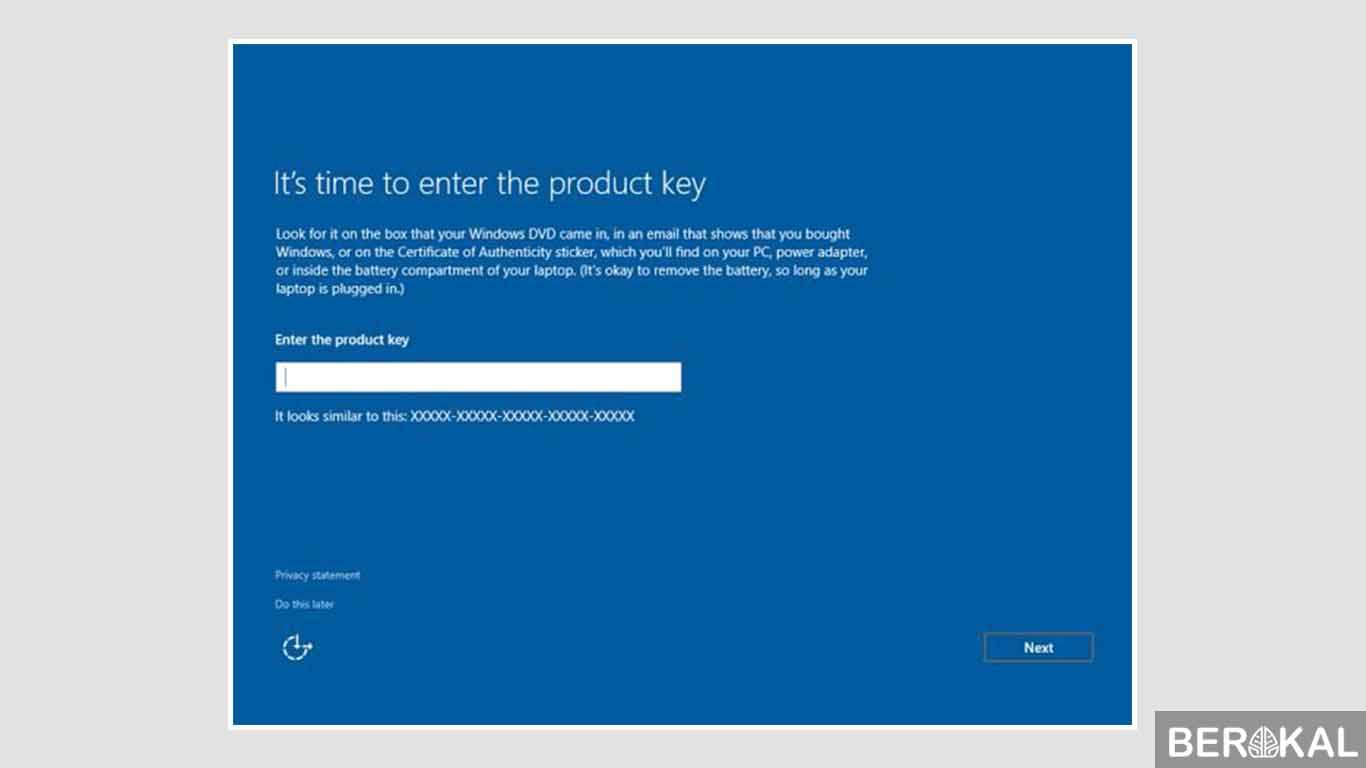 It's time to enter the product key
Look for it on the box that your Windows DVD came in, in an email that shows that you bought
Windows, or on the Certificate of Authenticity sticker, which you'll find on your PC, power adapter,
or inside the battery compartment of your laptop. (It's okay to remove the battery, so long as your
laptop is plugged in.)
Enter the product key
It looks similar to this: XXXXX-XXXXX-XXXXX-XXXXX-XXXXX
Privacy statement
Do this later
Next
BEROKAL